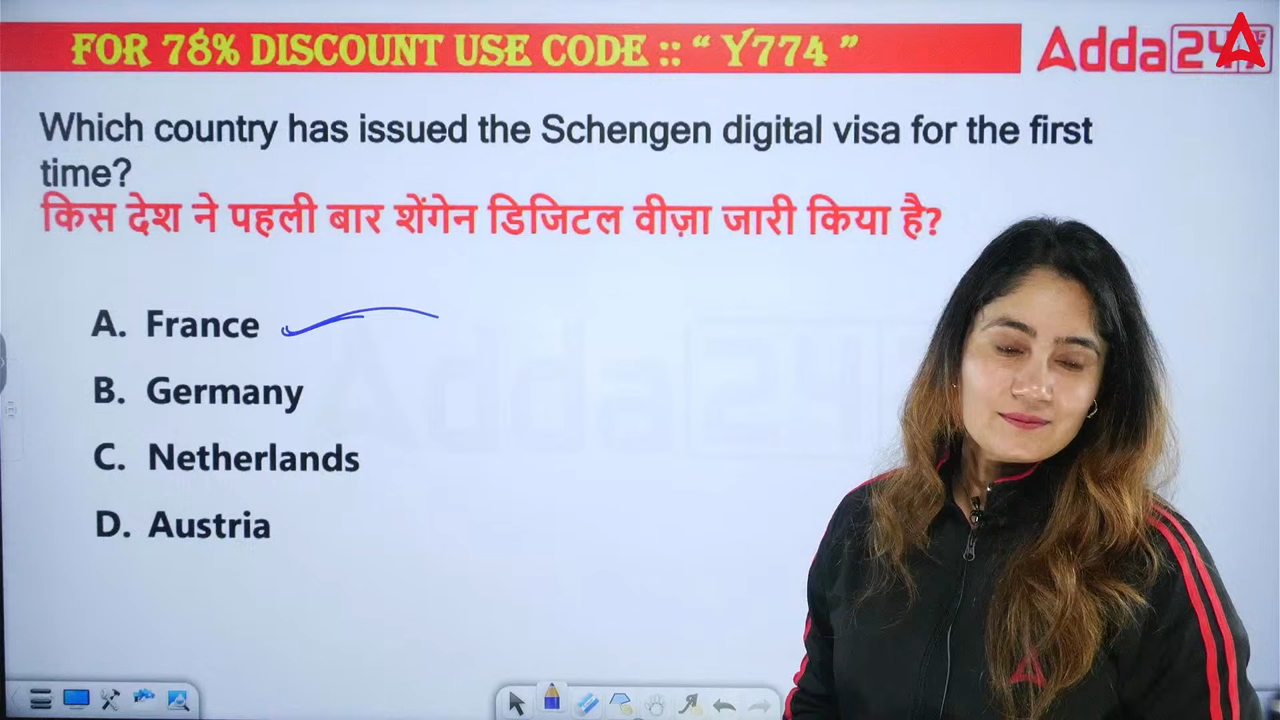 FOR 78% DISCOUNT USE CODE :: “ Y774 ”
Adda247
Which country has issued the Schengen digital visa for the first
time?
किस देश ने पहली बार शेंगेन डिजिटल वीज़ा जारी किया है?
A. France
B. Germany
C. Netherlands
D. Austria